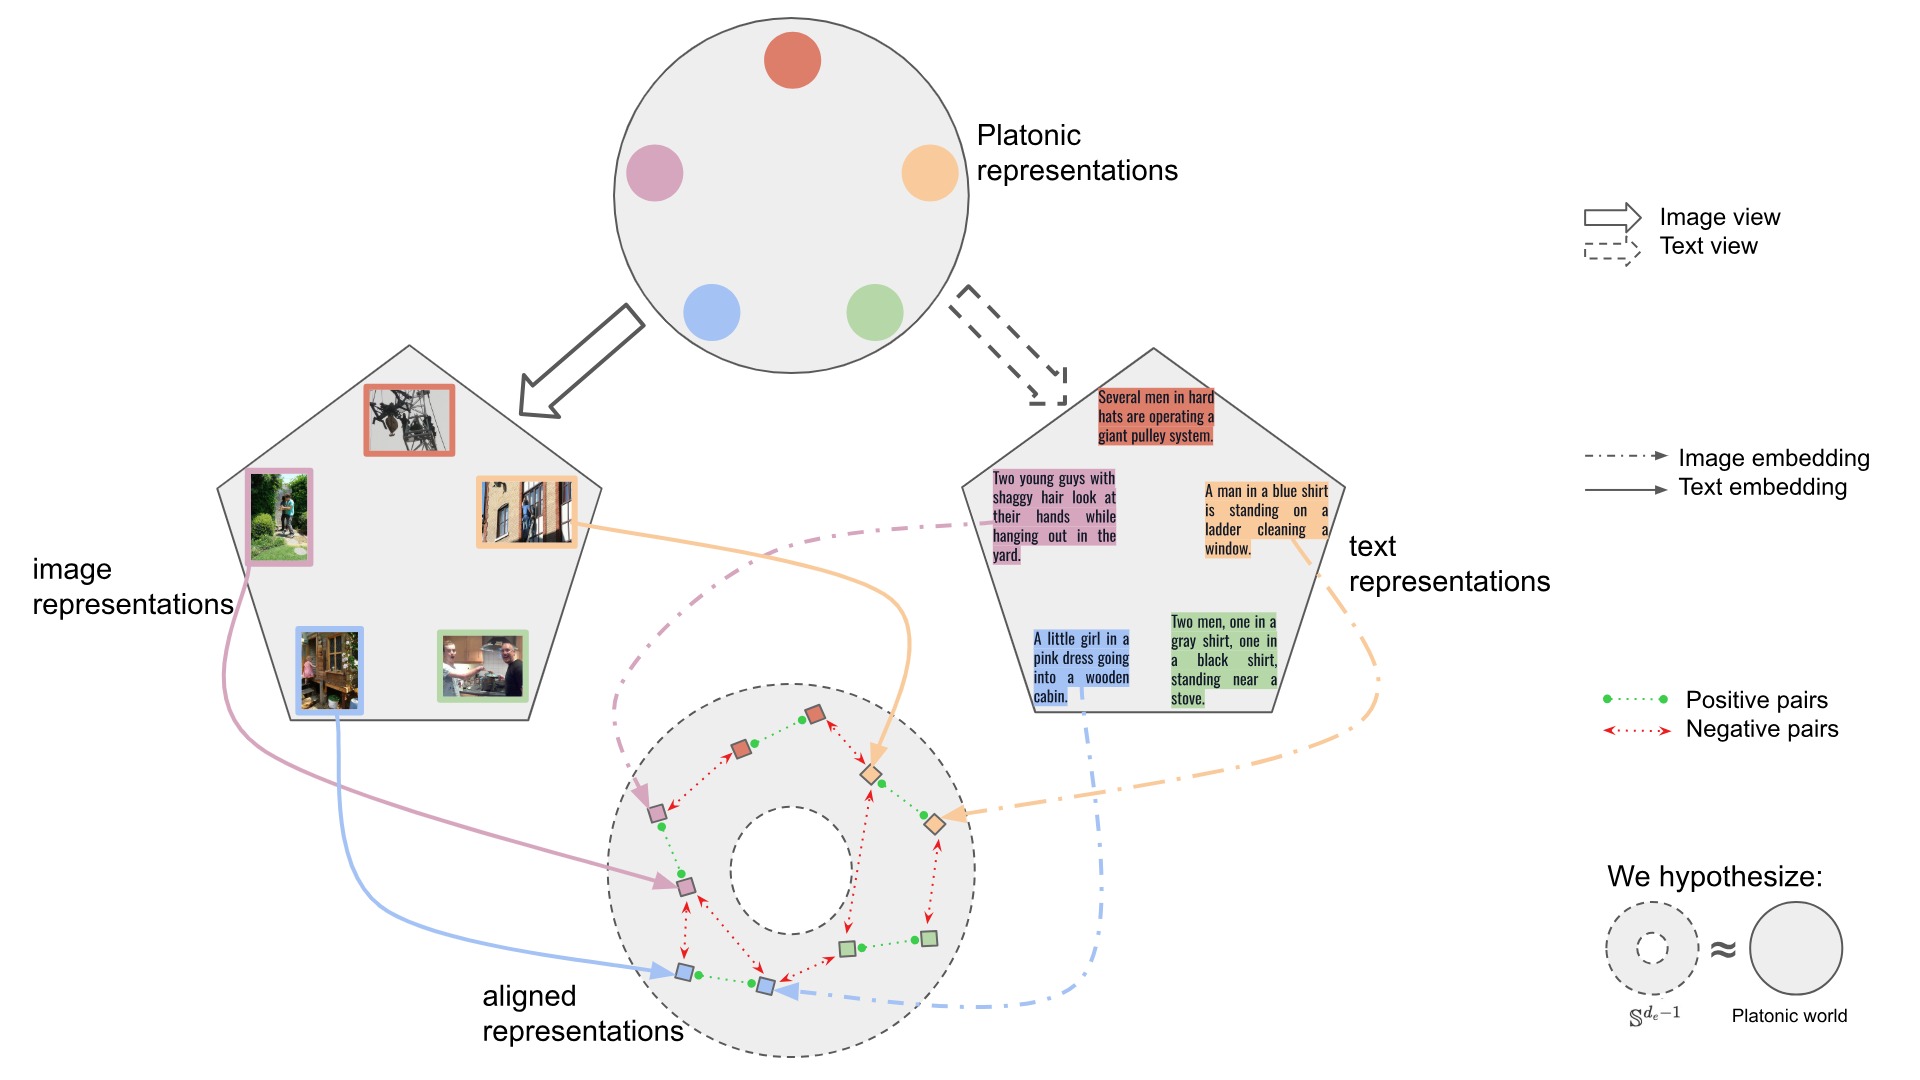 Platonic
representations
Image view
Text view
Several men in hard
hats are operating a
giant pulley system.
Two young guys with
shaggy hair look at
their hands while
hanging out in the
yard.
A man in a blue shirt
is standing on a
ladder cleaning a
window.
Image embedding
Text embedding
image
representations
text
representations
A little girl in a
pink dress going
into a wooden
cabin.
Two men, one in a
gray shirt, one in
a black shirt,
standing near a
stove.
Positive pairs
Negative pairs
We hypothesize:
≈
𝕊^{d_e−1}
Platonic world
aligned
representations